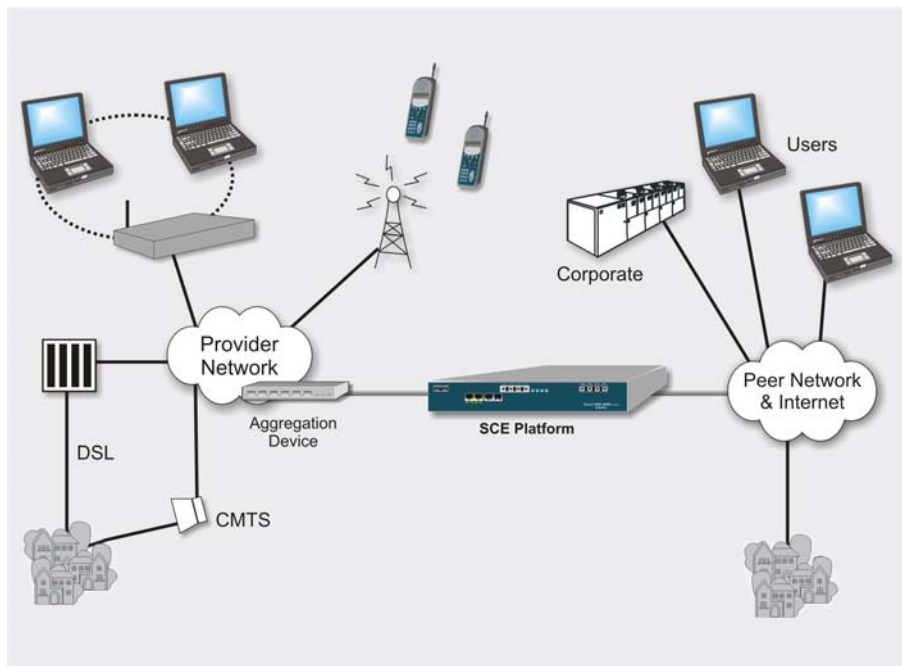 Users
Corporate
Provider
Network
Peer Network
& Internet
Aggregation
Device
SCE Platform
DSL
CMTS